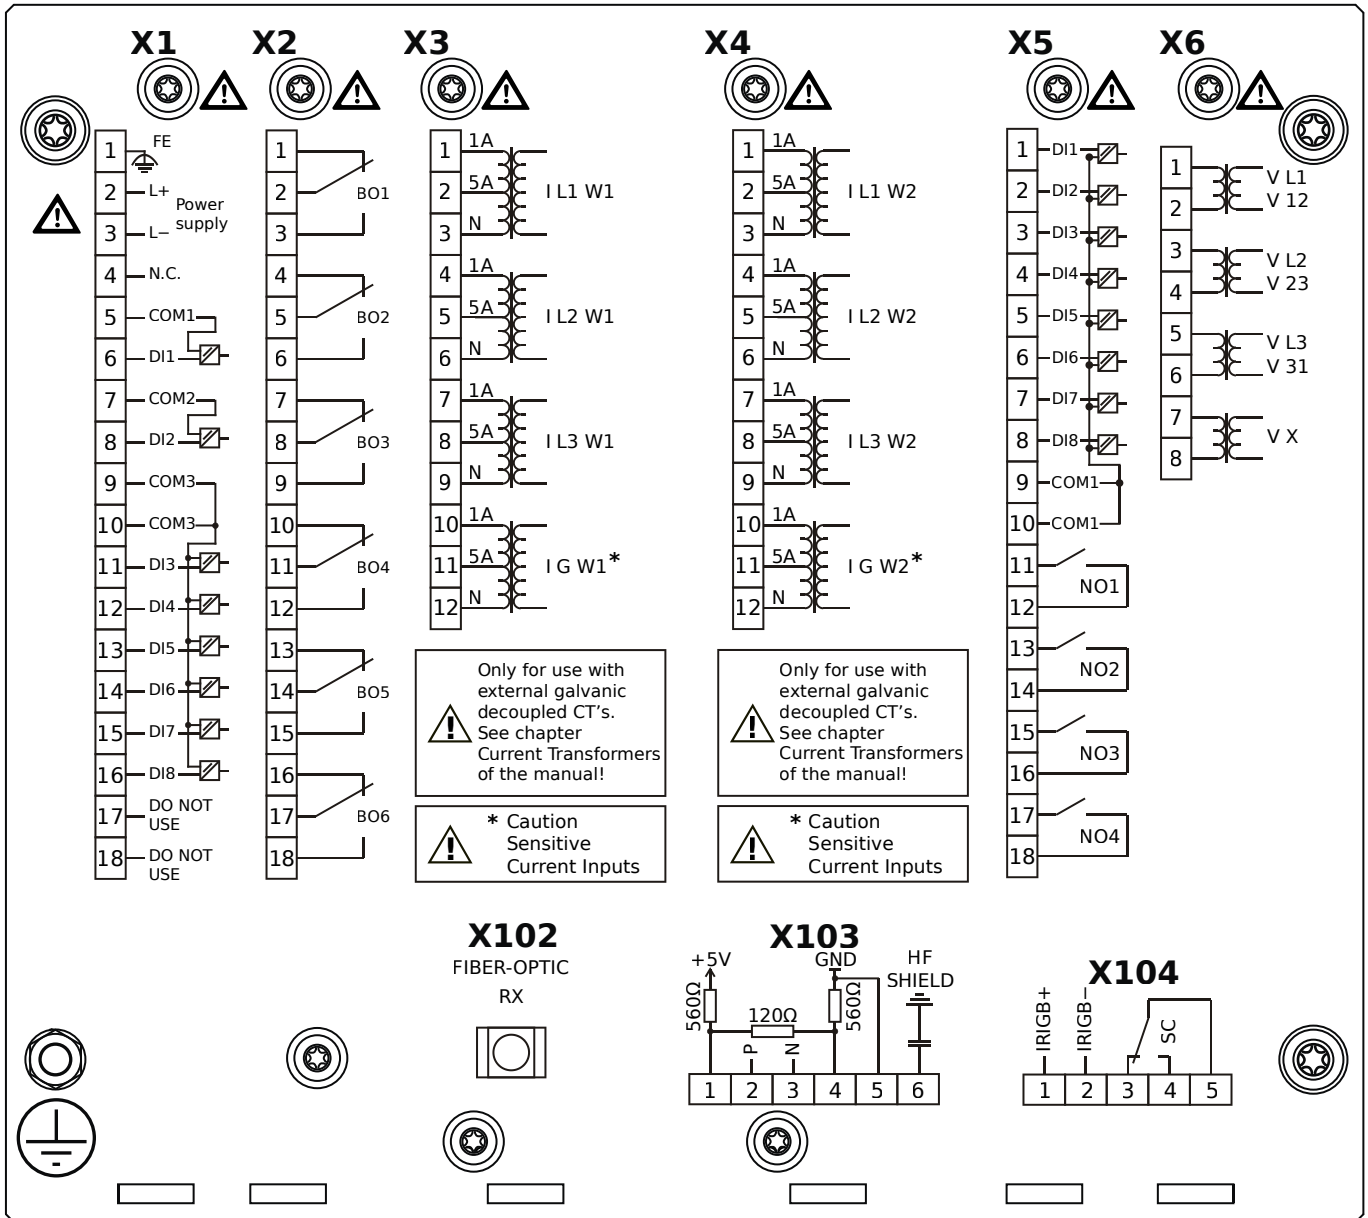 X1
X2
X3
X4
X5
X6
1
FE
2
L+
Power
supply
3
L−
4
N.C.
5
COM1
6
DI1
7
COM2
8
DI2
9
COM3
10
COM3
11
DI3
12
DI4
13
DI5
14
DI6
15
DI7
16
DI8
17
DO NOT
USE
18
DO NOT
USE
1
2
BO1
3
4
5
BO2
6
7
8
BO3
9
10
11
BO4
12
13
14
BO5
15
16
17
BO6
18
1
1A
2
5A
I L1 W1
3
N
4
1A
5
5A
I L2 W1
6
N
7
1A
8
5A
I L3 W1
9
N
10
1A
11
5A
I G W1*
12
N
Only for use with
external galvanic
decoupled CT's.
See chapter
Current Transformers
of the manual!
* Caution
Sensitive
Current Inputs
1
1A
2
5A
I L1 W2
3
N
4
1A
5
5A
I L2 W2
6
N
7
1A
8
5A
I L3 W2
9
N
10
1A
11
5A
I G W2*
12
N
Only for use with
external galvanic
decoupled CT's.
See chapter
Current Transformers
of the manual!
* Caution
Sensitive
Current Inputs
1
DI1
2
DI2
3
DI3
4
DI4
5
DI5
6
DI6
7
DI7
8
DI8
9
COM1
10
COM1
11
NO1
12
13
NO2
14
15
NO3
16
17
NO4
18
1
V L1
2
V 12
3
V L2
4
V 23
5
V L3
6
V 31
7
V X
8
X102
FIBER-OPTIC
RX
X103
+5V
GND
HF
SHIELD
560Ω
120Ω
560Ω
P
N
1 2 3 4 5 6
X104
IRIGB+
IRIGB−
SC
1 2 3 4 5